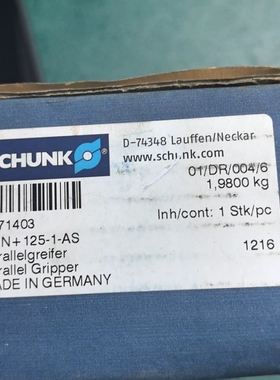 CHUNK
D-74348 Lauffen/Neckar
www.schunk.com
01/DR/004/6
1,9800 kg
71403
Inh/cont: 1 Stk/pc
N+125-1-AS
rallelgreifer
1216
rallel Gripper
ADE IN GERMANY